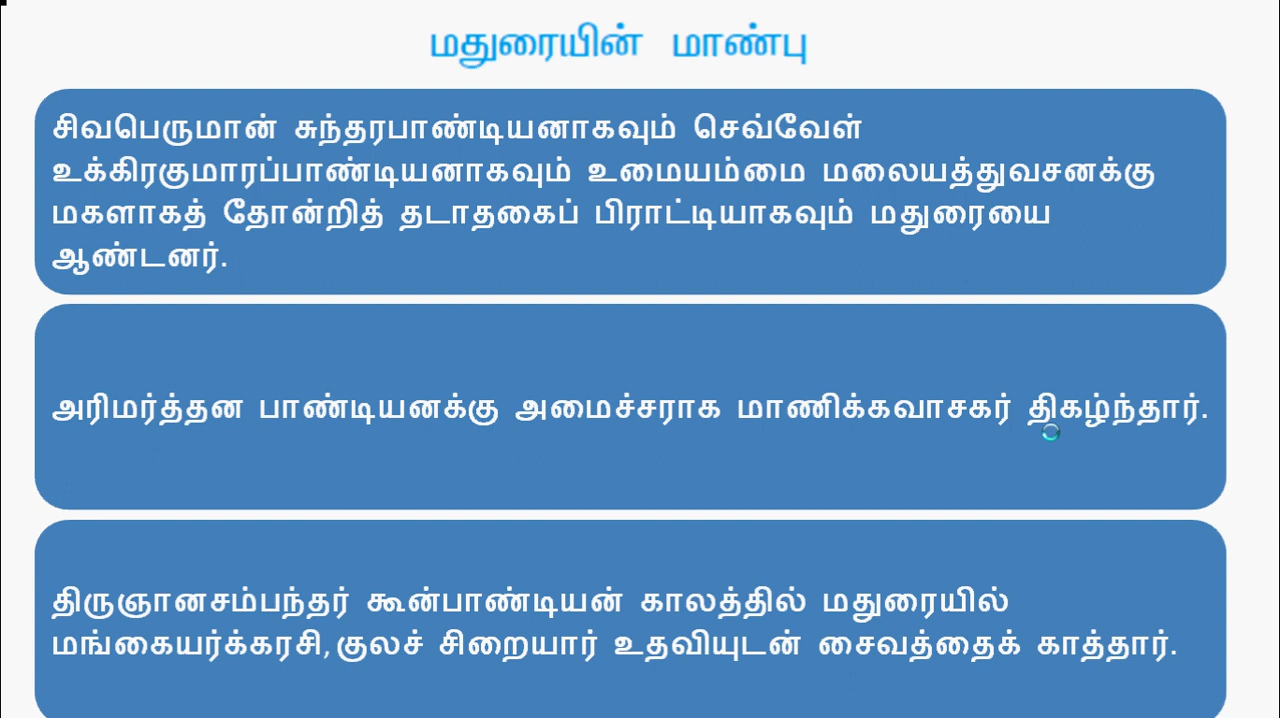 மதுரையின் மாண்பு
சிவபெருமான் சுந்தரபாண்டியனாகவும் செவ்வேள்
உக்கிரகுமாரப்பாண்டியனாகவும் உமையம்மை மலையத்துவசனக்கு
மகளாகத் தோன்றித் தடாதகைப் பிராட்டியாகவும் மதுரையை
ஆண்டனர்.
அரிமர்த்தன பாண்டியனக்கு அமைச்சராக மாணிக்கவாசகர் திகழ்ந்தார்.
திருஞானசம்பந்தர் கூன்பாண்டியன் காலத்தில் மதுரையில்
மங்கையர்க்கரசி,குலச் சிறையார் உதவியுடன் சைவத்தைக் காத்தார்.